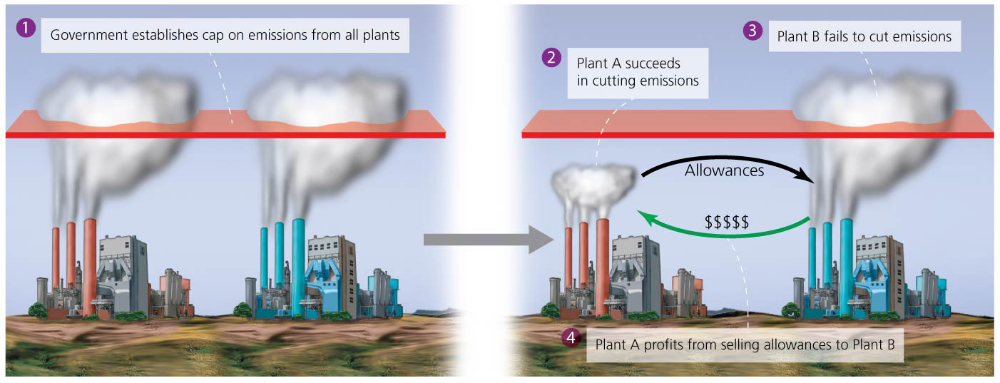 1
Government establishes cap on emissions from all plants
2
Plant A succeeds
in cutting emissions
3
Plant B fails to cut emissions
Allowances
$$$$$
4
Plant A profits from selling allowances to Plant B